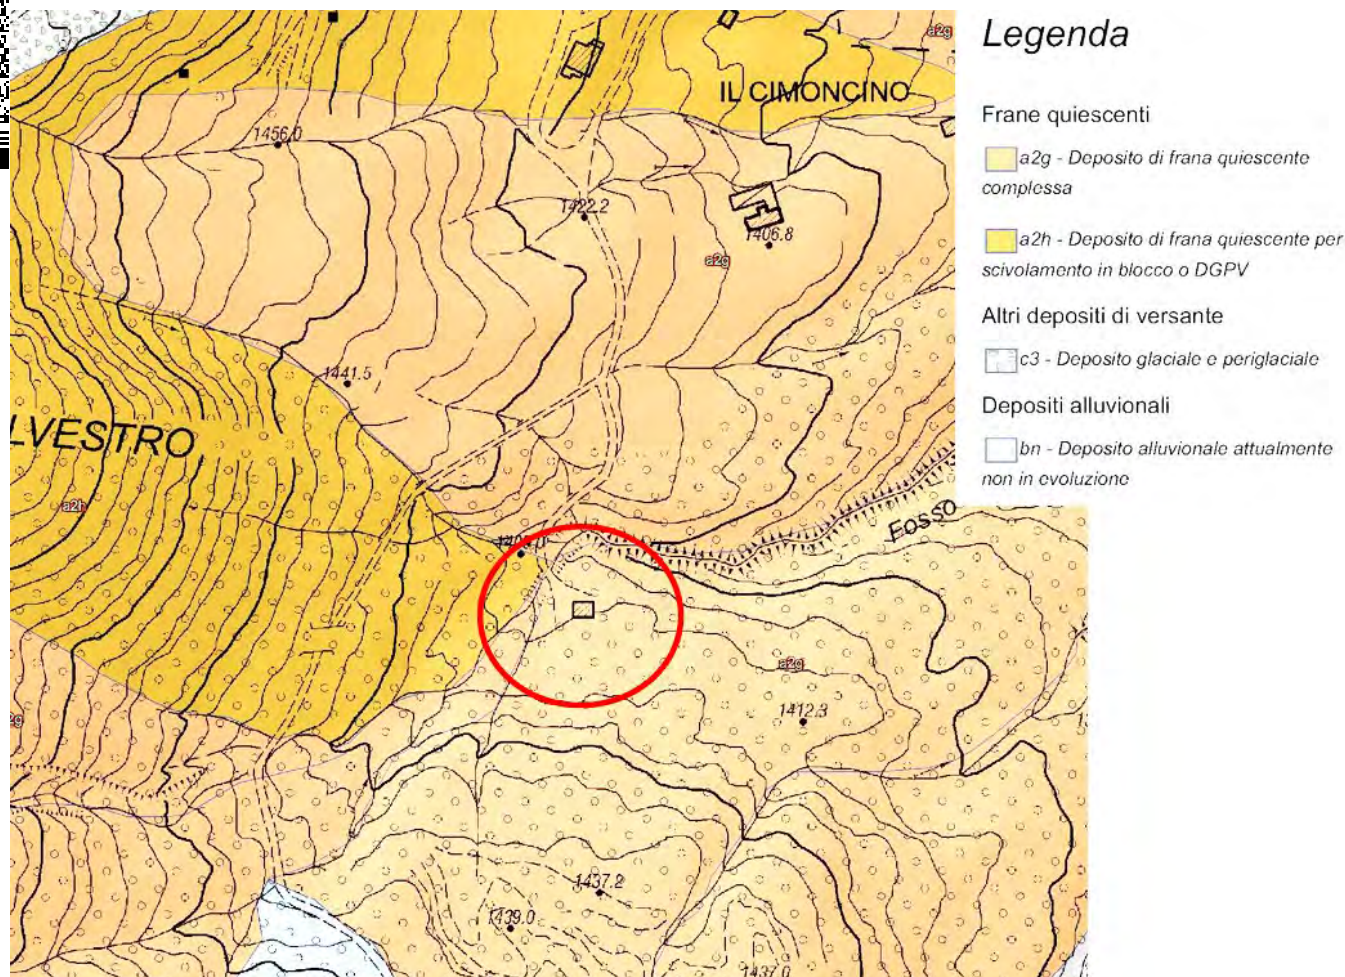 Legenda
Frane quiescenti
a2g - Deposito di frana quiescente
complessa
a2h - Deposito di frana quiescente per
scivolamento in blocco o DGPV
Altri depositi di versante
c3 - Deposito glaciale e periglaciale
Depositi alluvionali
bn - Deposito alluvionale attualmente
non in evoluzione
a2g
IL CIMONCINO
1456.0
1422.2
1406.8
a2g
1441.5
LVESTRO
a2h
Fosso
a2g
1412.3
1437.2
1439.0
1437.0